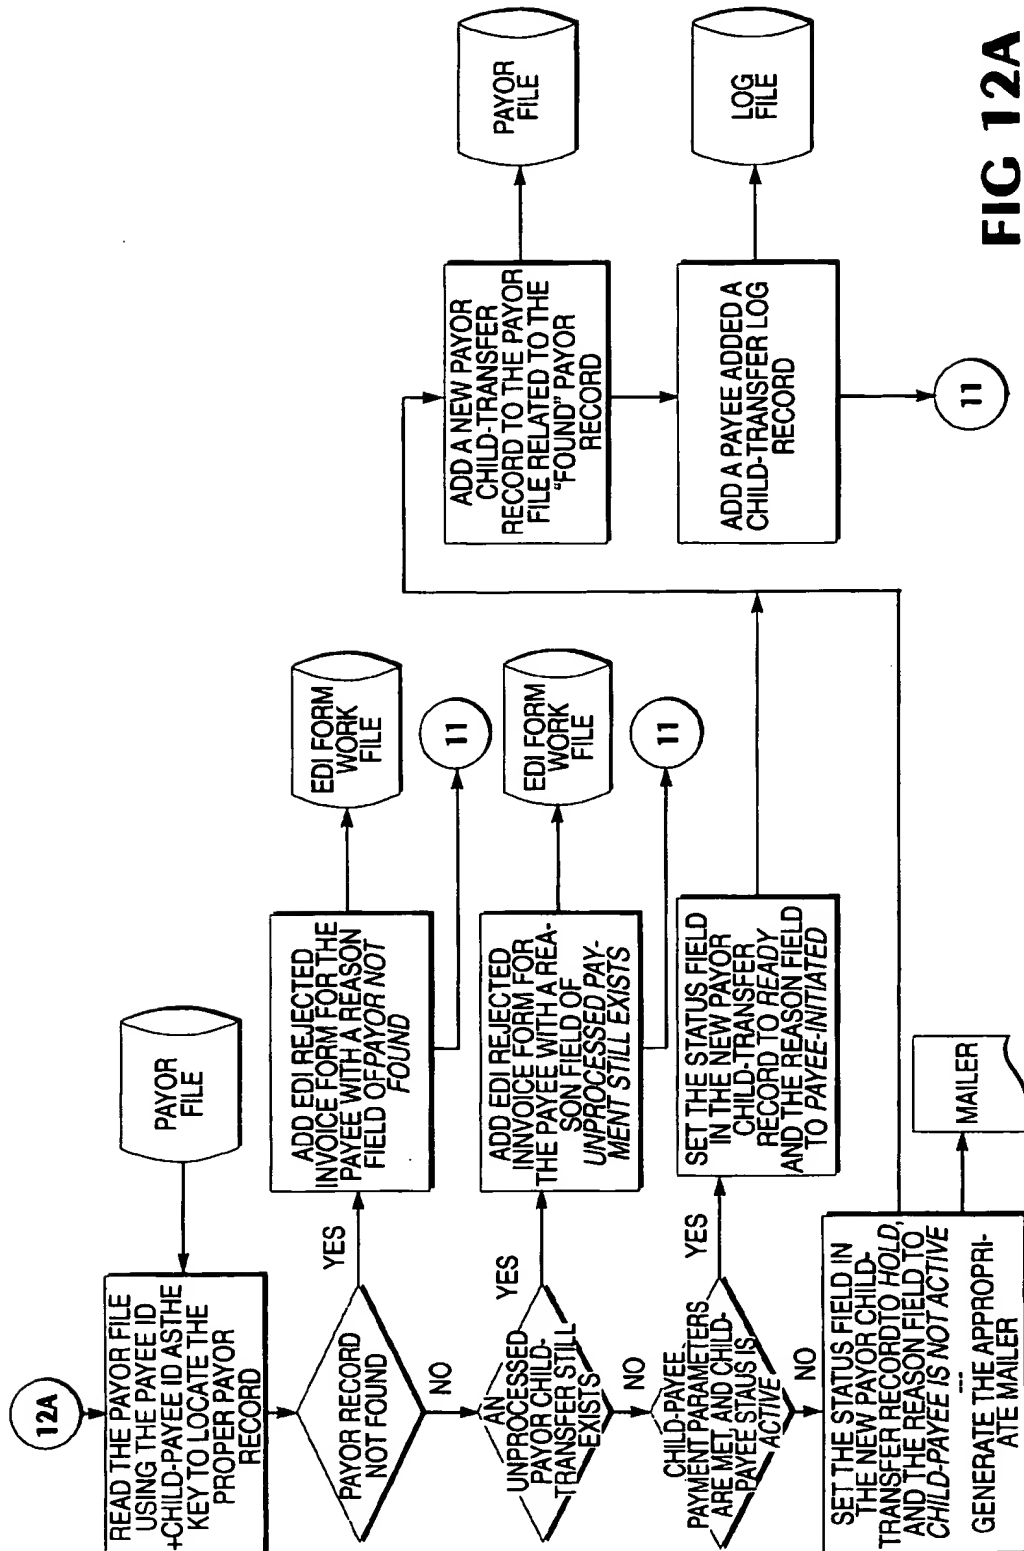 12A
PAYOR
FILE
READ THE PAYOR FILE
USING THE PAYEE ID
+CHILD-PAYEE ID ASTHE
KEY TO LOCATE THE
PROPER PAYOR
RECORD
PAYOR RECORD
NOT FOUND
YES
NO
ADD EDI REJECTED
INVOICE FORM FOR THE
PAYEE WITH A REASON
FIELD OFPAYOR NOT
FOUND
EDI FORM
WORK
FILE
11
AN
UNPROCESSED
PAYOR CHILD-
TRANSFER STILL
EXISTS
YES
NO
ADD EDI REJECTED
INVOICE FORM FOR
THE PAYEE WITH A REA-
SON FIELD OF
UNPROCESSED PAY-
MENT STILL EXISTS
EDI FORM
WORK
FILE
11
CHILD-PAYEE
PAYMENT PARAMETERS
ARE MET, AND CHILD-
PAYEE STAUS IS
ACTIVE
YES
NO
SET THE STATUS FIELD
IN THE NEW PAYOR
CHILD-TRANSFER
RECORD TO READY
AND THE REASON FIELD
TO PAYEE-INITIATED
SET THE STATUS FIELD IN
THE NEW PAYOR CHILD-
TRANSFER RECORDTO HOLD,
AND THE REASON FIELD TO
CHILD-PAYEE IS NOT ACTIVE
---
GENERATE THE APPROPRI-
ATE MAILER
MAILER
ADD A NEW PAYOR
CHILD-TRANSFER
RECORD TO THE PAYOR
FILE RELATED TO THE
"FOUND" PAYOR
RECORD
PAYOR
FILE
ADD A PAYEE ADDED A
CHILD-TRANSFER LOG
RECORD
LOG
FILE
11
FIG 12A